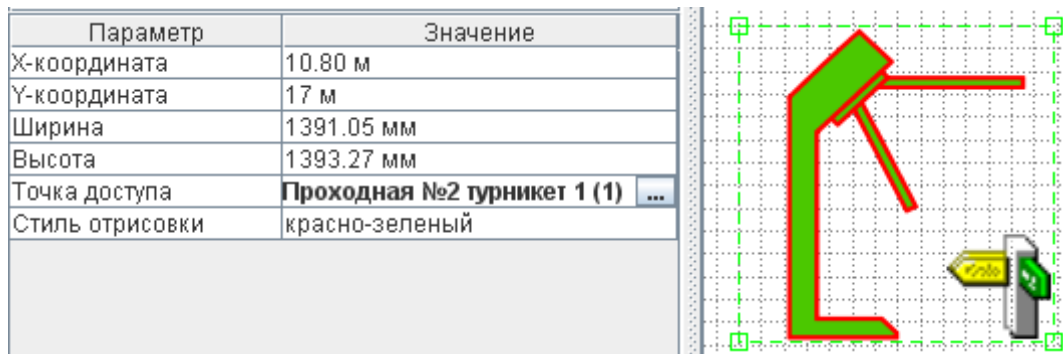 Параметр Значение
X-координата 10.80 м
Y-координата 17 м
Ширина 1391.05 мм
Высота 1393.27 мм
Точка доступа Проходная №2 турникет 1 (1) ...
Стиль отрисовки красно-зеленый